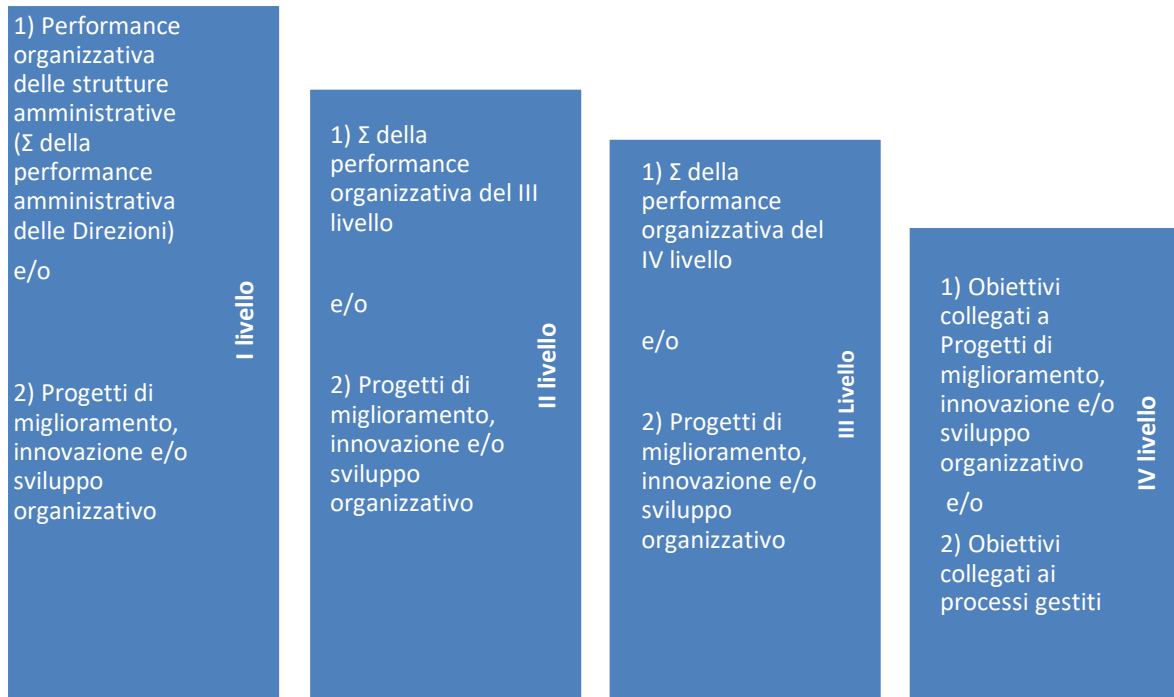 1) Performance
organizzativa
delle strutture
amministrative
(Σ della
performance
amministrativa
delle Direzioni)
e/o
2) Progetti di
miglioramento,
innovazione e/o
sviluppo
organizzativo
I livello
1) Σ della
performance
organizzativa del III
livello
e/o
2) Progetti di
miglioramento,
innovazione e/o
sviluppo
organizzativo
II livello
1) Σ della
performance
organizzativa del
IV livello
e/o
2) Progetti di
miglioramento,
innovazione e/o
sviluppo
organizzativo
III Livello
1) Obiettivi
collegati a
Progetti di
miglioramento,
innovazione e/o
sviluppo
organizzativo
e/o
2) Obiettivi
collegati ai
processi gestiti
IV livello